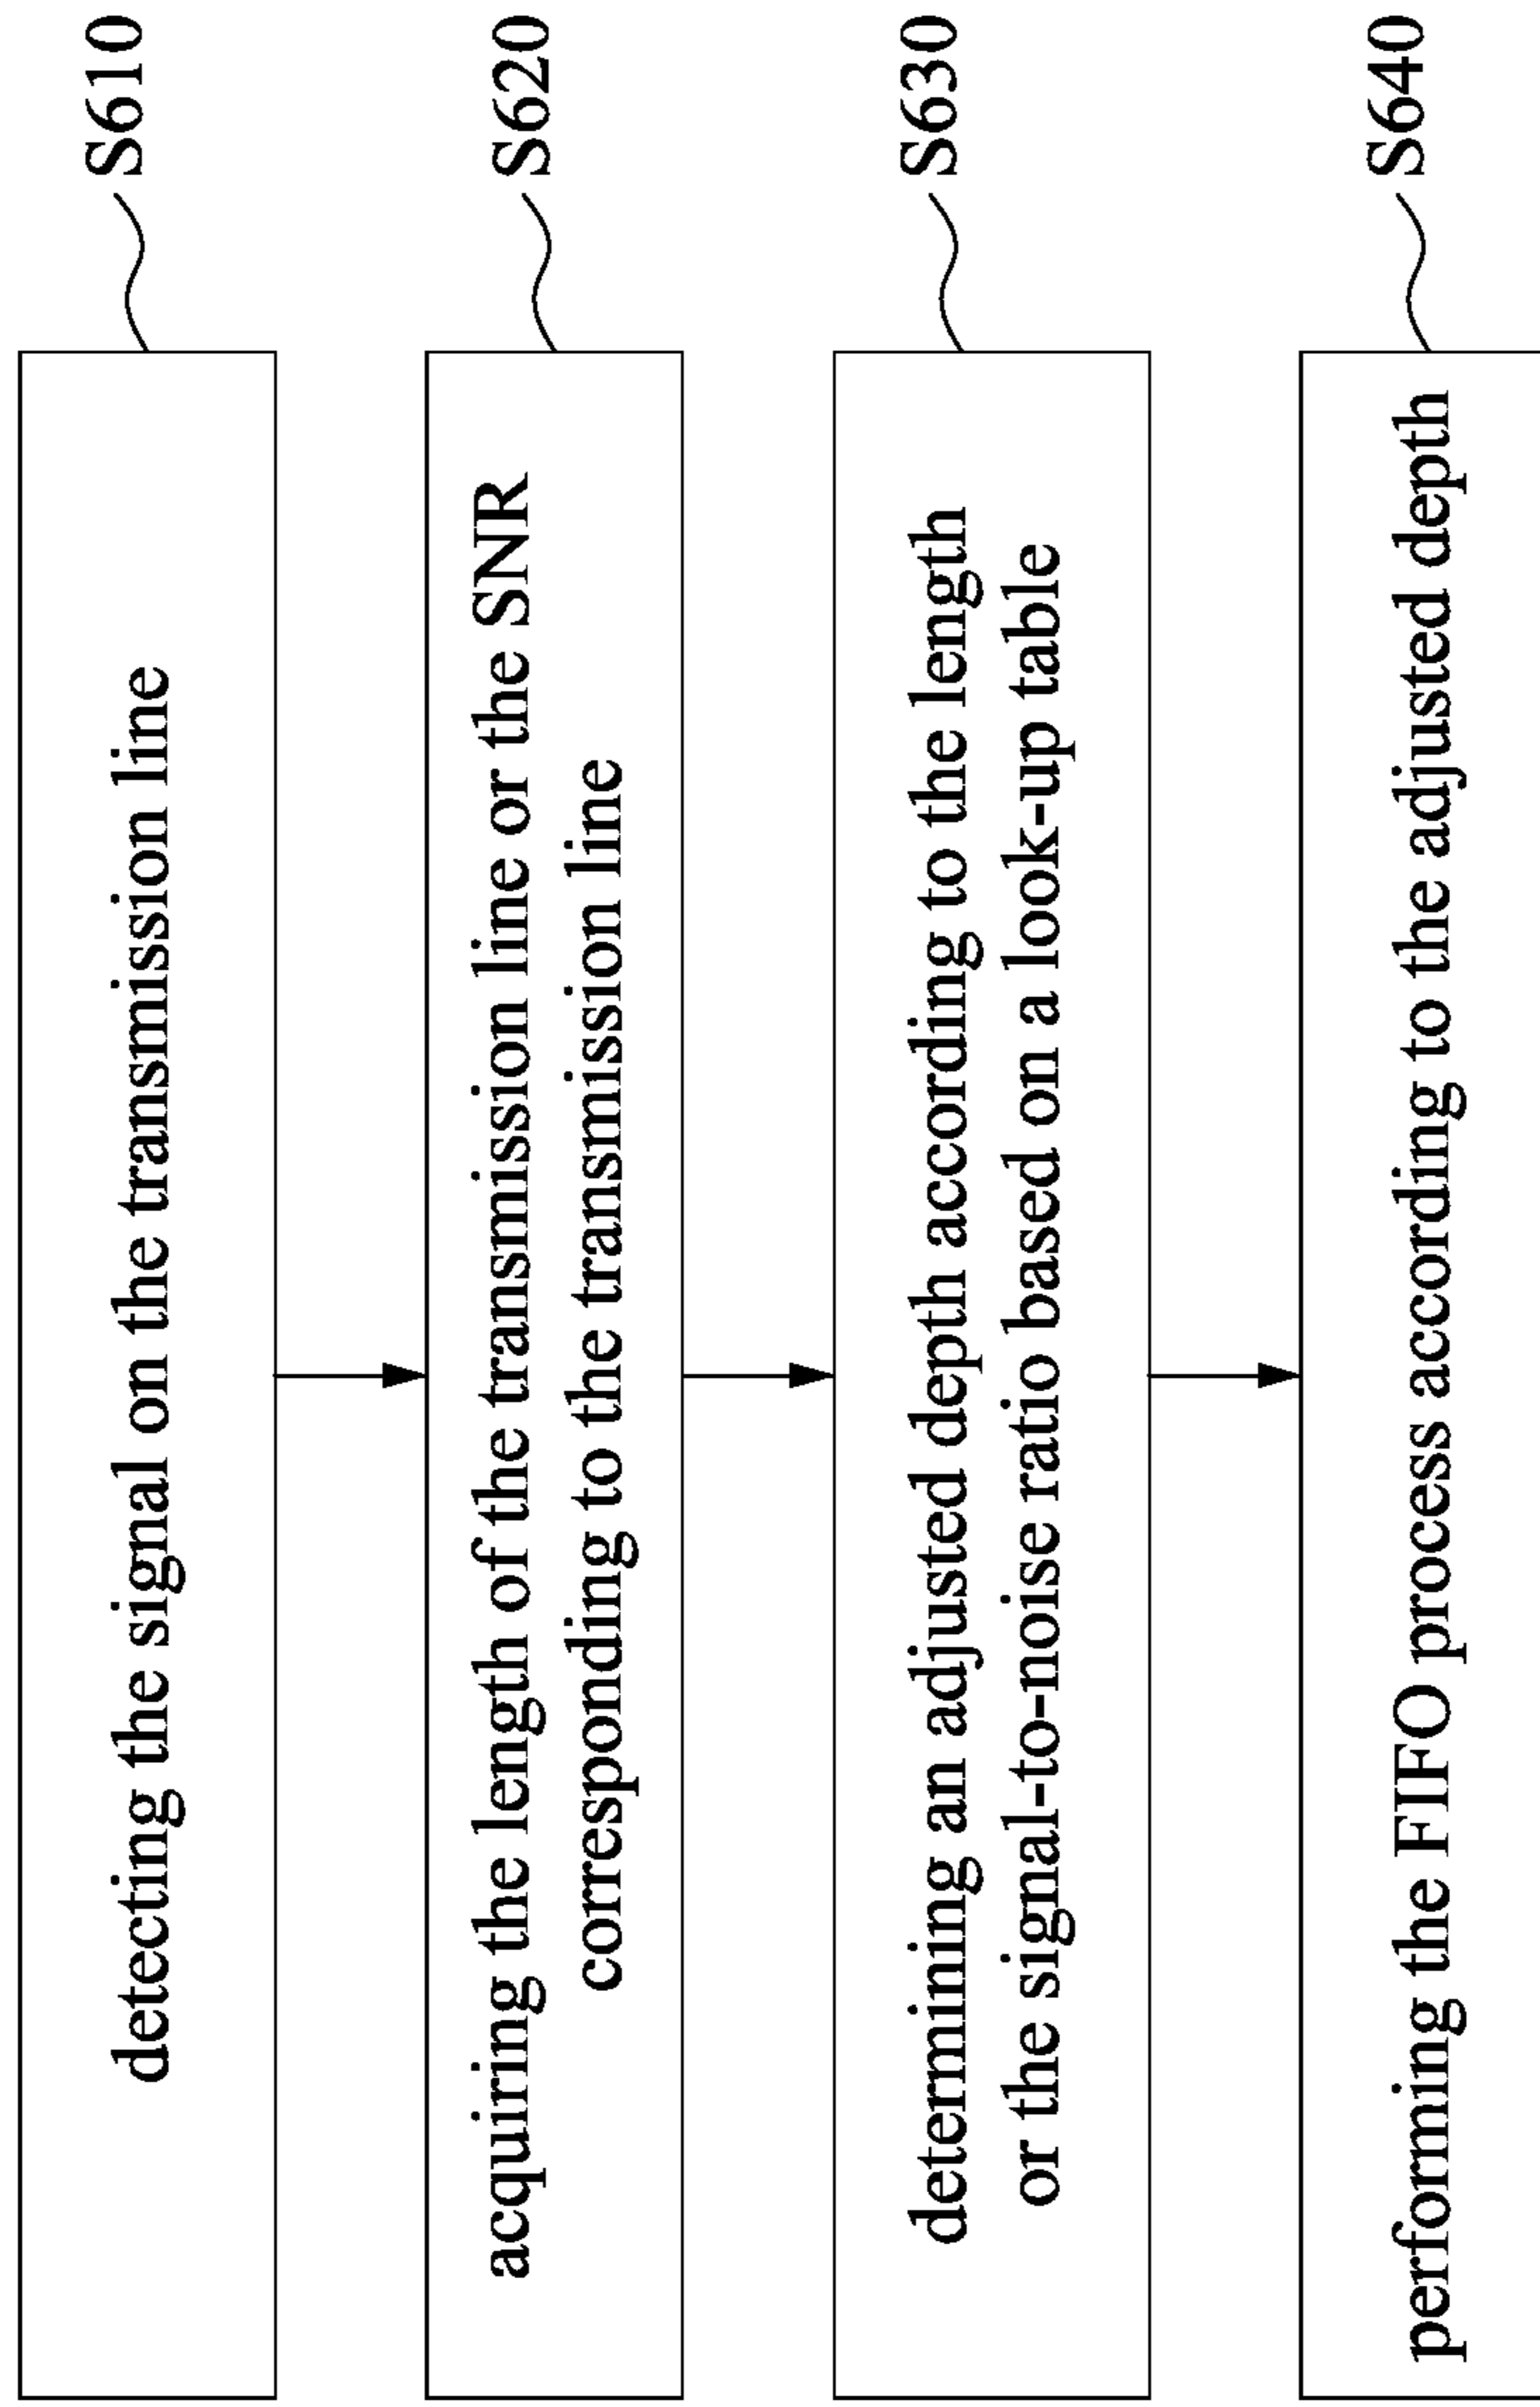 detecting the signal on the transmission line
S610
acquiring the length of the transmission line or the SNR
corresponding to the transmission line
S620
determining an adjusted depth according to the length
or the signal-to-noise ratio based on a look-up table
S630
performing the FIFO process according to the adjusted depth
S640